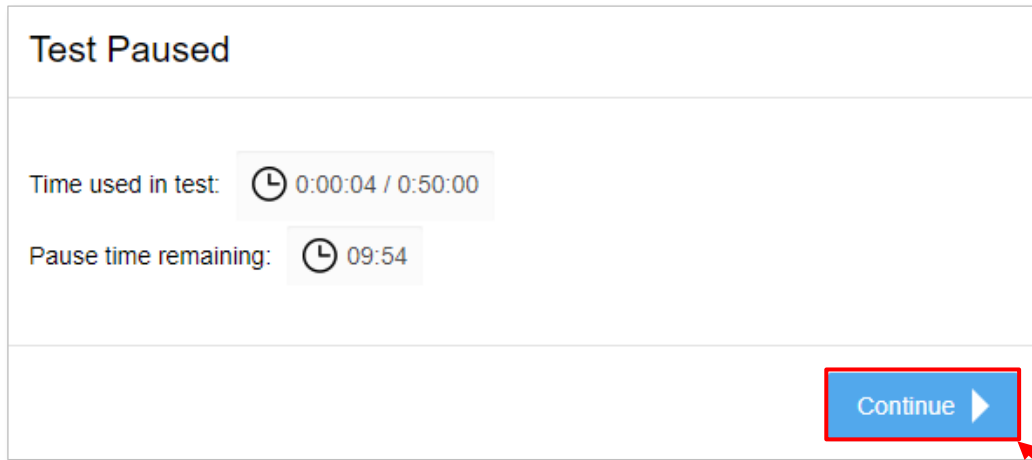 Test Paused
Time used in test: 0:00:04 / 0:50:00
Pause time remaining: 09:54
Continue